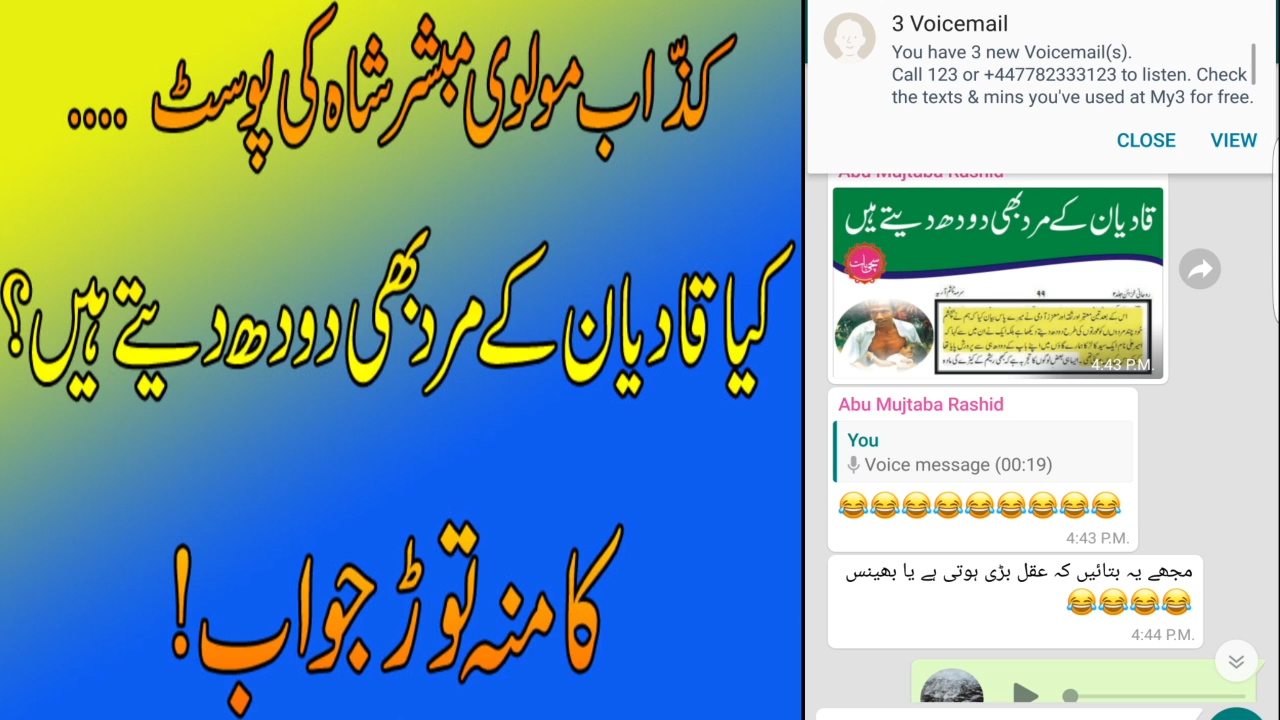 کذّاب مولوی مبشر شاہ کی پوسٹ ....
کیا قادیان کے مرد بھی دودھ دیتے ہیں؟
کا منہ توڑ جواب!
3 Voicemail
You have 3 new Voicemail(s).
Call 123 or +447782333123 to listen. Check
the texts & mins you've used at My3 for free.
CLOSE VIEW
Abu Mujtaba Rashid
قادیان کے مرد بھی دودھ دیتے ہیں
سچی بات
۹۹
4:43 P.M.
Abu Mujtaba Rashid
You
Voice message (00:19)
😂😂😂😂😂😂😂😂😂
4:43 P.M.
مجھے یہ بتائیں کہ عقل بڑی ہوتی ہے یا بھینس
😂😂😂😂
4:44 P.M.